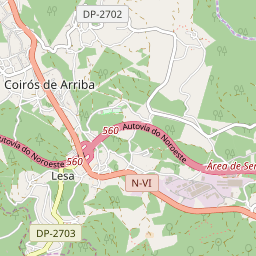 DP-2702
Coirós de Arriba
560
Autovía do Noroeste
Autovía do Noroeste
560
Área de Ser
Lesa
N-VI
DP-2703